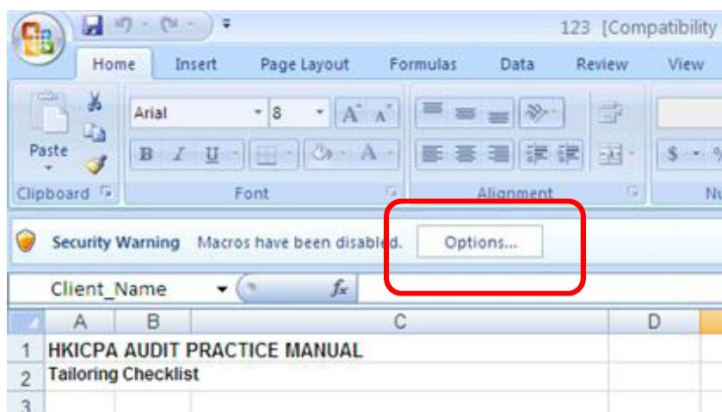 123 [Compatibility
Home Insert Page Layout Formulas Data Review View
Paste
Arial 8 A A
B I U A $ %
Clipboard Font Alignment Nu
Security Warning Macros have been disabled. Options...
Client_Name fx
A B C D
1 HKICPA AUDIT PRACTICE MANUAL
2 Tailoring Checklist
3